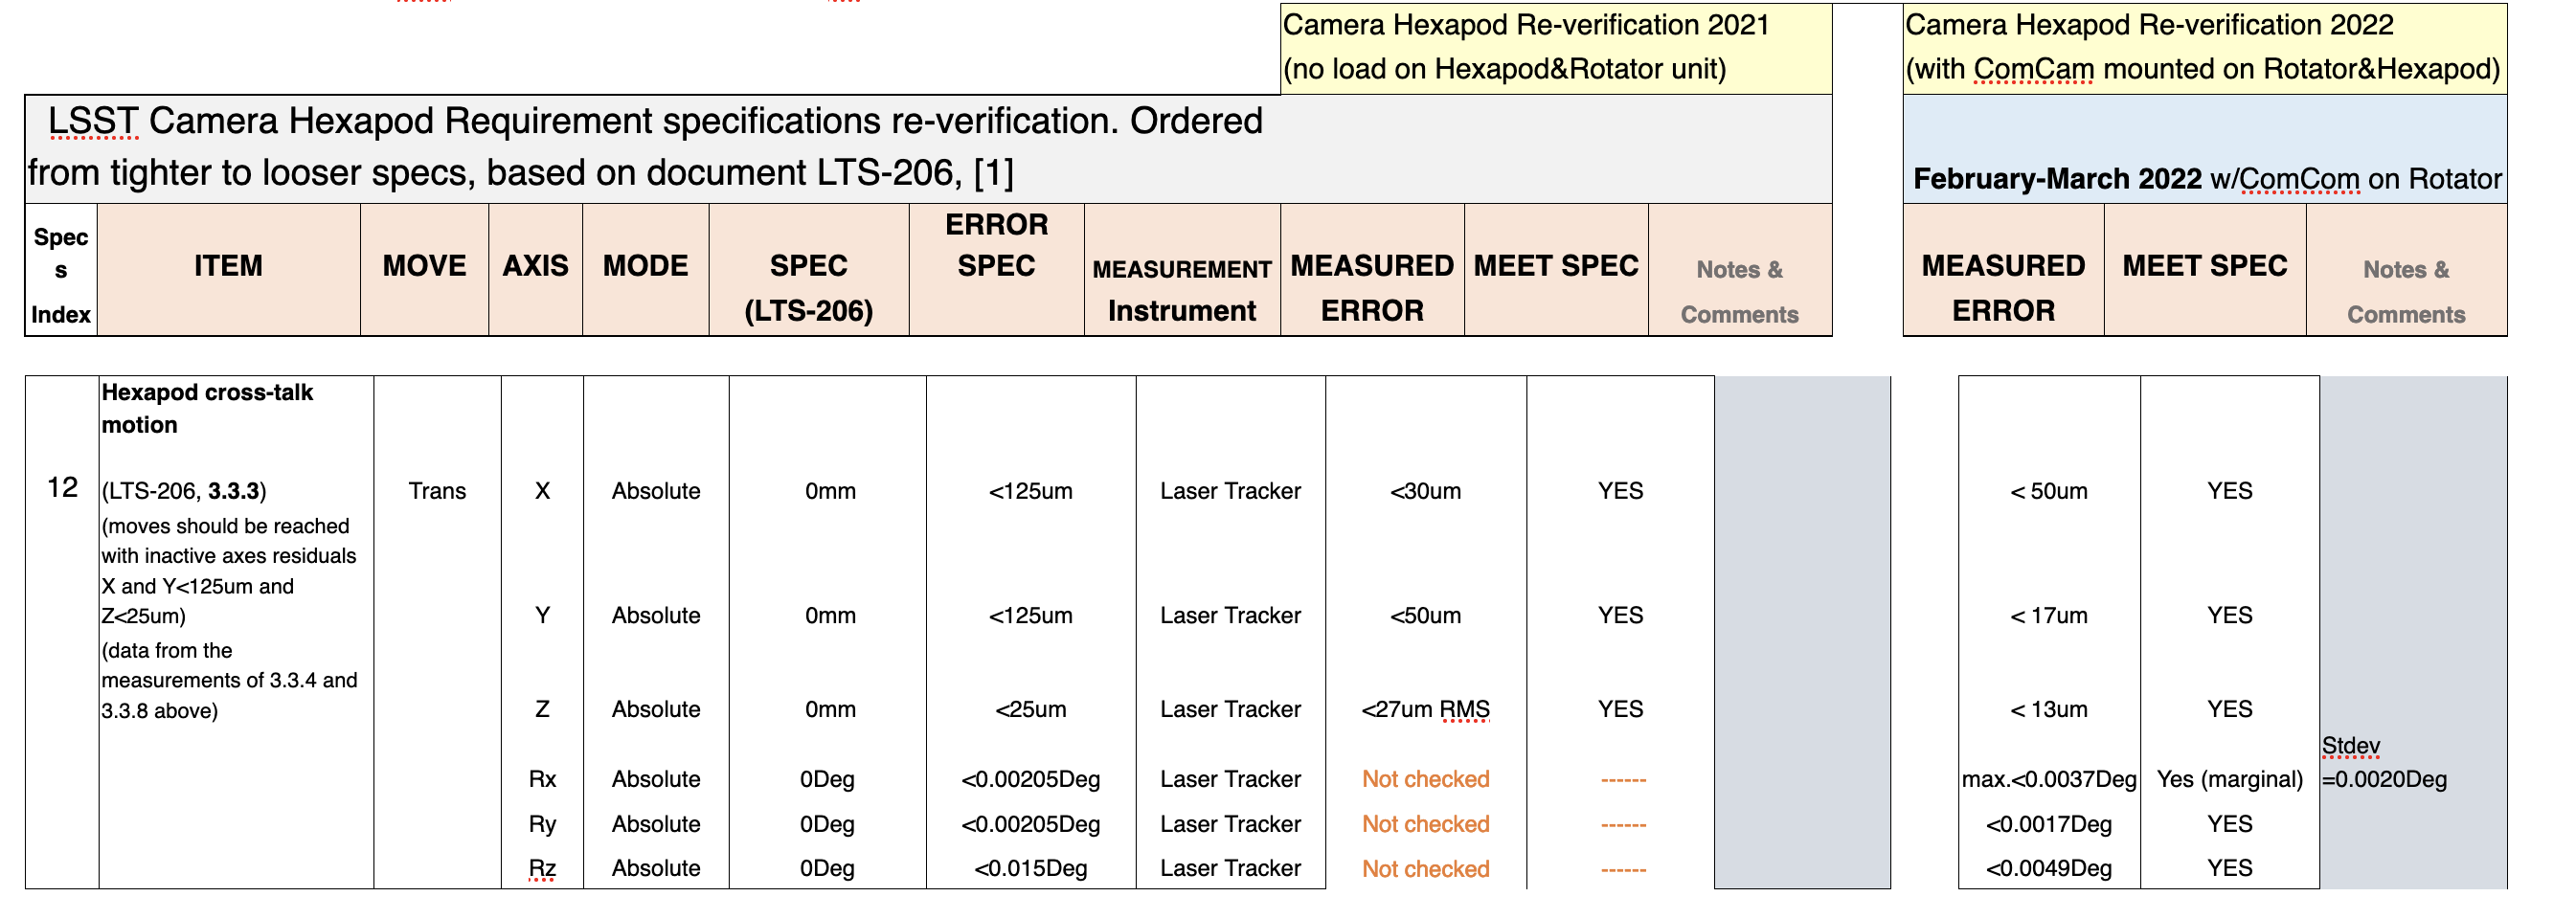 Camera Hexapod Re-verification 2021
(no load on Hexapod&Rotator unit)
Camera Hexapod Re-verification 2022
(with ComCam mounted on Rotator&Hexapod)
LSST Camera Hexapod Requirement specifications re-verification. Ordered
from tighter to looser specs, based on document LTS-206, [1]
February-March 2022 w/ComCom on Rotator
Spec
s
Index
ITEM
MOVE
AXIS
MODE
SPEC
(LTS-206)
ERROR
SPEC
MEASUREMENT
Instrument
MEASURED
ERROR
MEET SPEC
Notes &
Comments
MEASURED
ERROR
MEET SPEC
Notes &
Comments
12
Hexapod cross-talk
motion
(LTS-206, 3.3.3)
(moves should be reached
with inactive axes residuals
X and Y<125um and
Z<25um)
(data from the
measurements of 3.3.4 and
3.3.8 above)
Trans
X Absolute 0mm <125um Laser Tracker <30um YES < 50um YES
Y Absolute 0mm <125um Laser Tracker <50um YES < 17um YES
Z Absolute 0mm <25um Laser Tracker <27um RMS YES < 13um YES
Rx Absolute 0Deg <0.00205Deg Laser Tracker Not checked ------ max.<0.0037Deg Yes (marginal)
Stdev
=0.0020Deg
Ry Absolute 0Deg <0.00205Deg Laser Tracker Not checked ------ <0.0017Deg YES
Rz Absolute 0Deg <0.015Deg Laser Tracker Not checked ------ <0.0049Deg YES